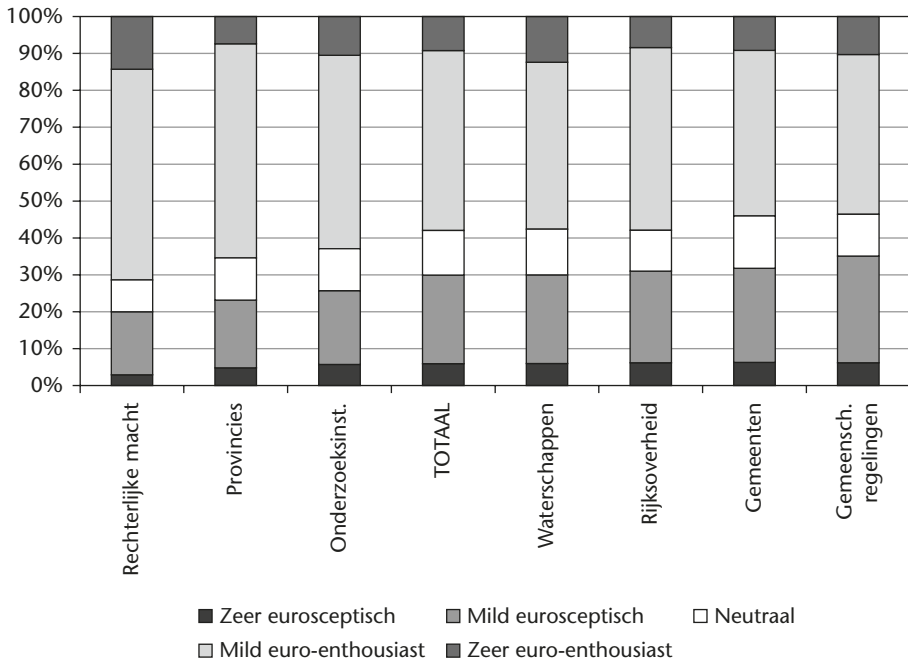 100%
90%
80%
70%
60%
50%
40%
30%
20%
10%
0%
Rechterlijke macht
Provincies
Onderzoeksinst.
TOTAAL
Waterschappen
Rijksoverheid
Gemeenten
Gemeensch.
regelingen
Zeer eurosceptisch
Mild eurosceptisch
Neutraal
Mild euro-enthousiast
Zeer euro-enthousiast